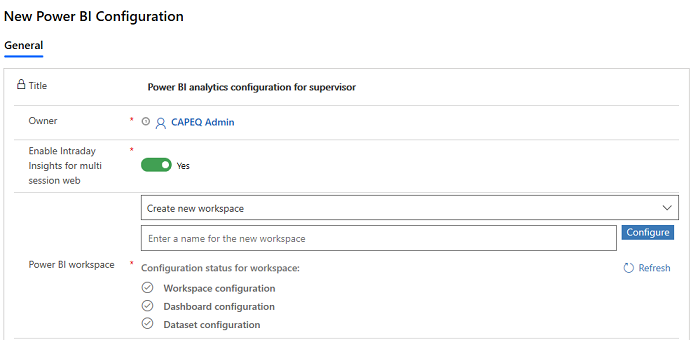 New Power BI Configuration
General
Title
Power BI analytics configuration for supervisor
Owner
*
CAPEQ Admin
Enable Intraday
Insights for multi
session web
*
Yes
Create new workspace
Enter a name for the new workspace
Configure
Power BI workspace
*
Configuration status for workspace:
Refresh
Workspace configuration
Dashboard configuration
Dataset configuration